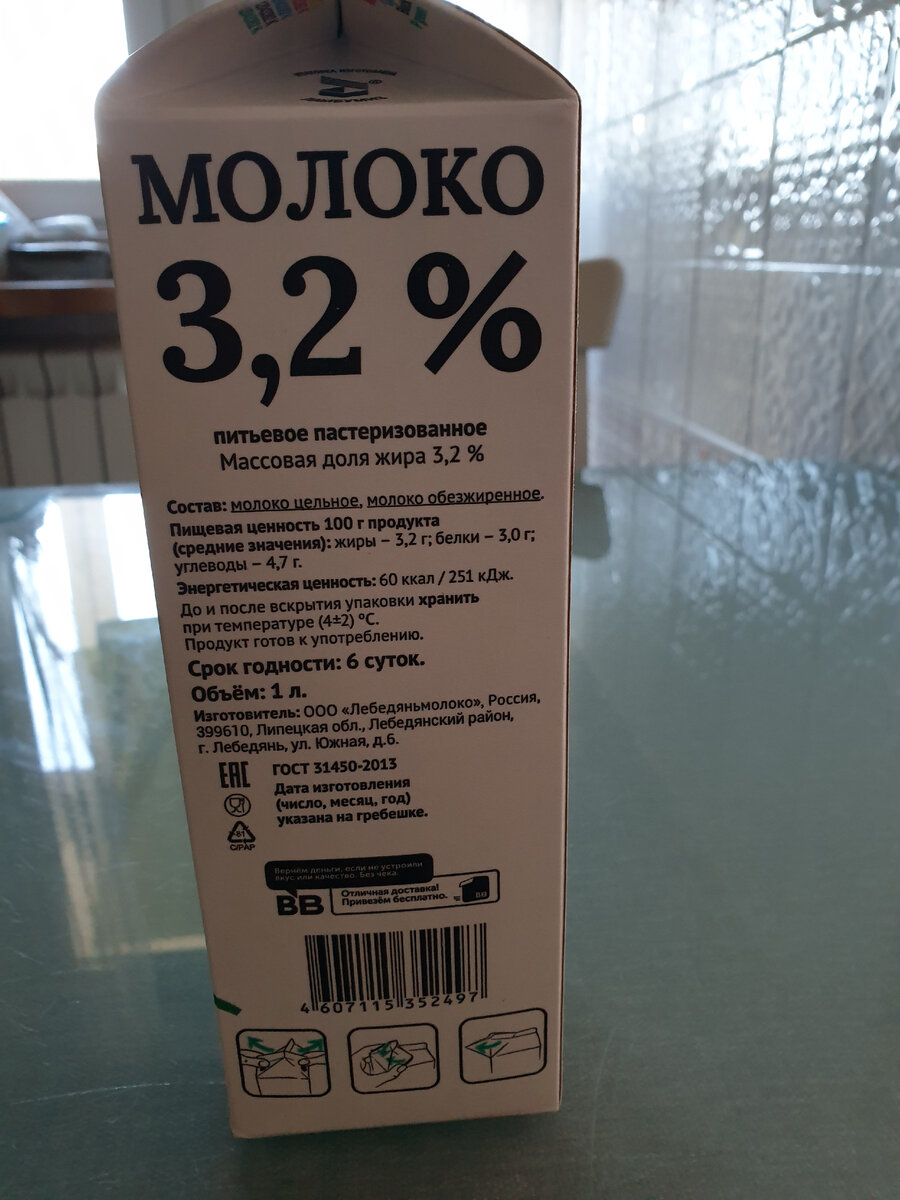 МОЛОКО
3,2 %
питьевое пастеризованное
Массовая доля жира 3,2 %
Состав: молоко цельное, молоко обезжиренное.
Пищевая ценность 100 г продукта
(средние значения): жиры – 3,2 г; белки – 3,0 г;
углеводы – 4,7 г.
Энергетическая ценность: 60 ккал / 251 кДж.
До и после вскрытия упаковки хранить
при температуре (4±2) °С.
Продукт готов к употреблению.
Срок годности: 6 суток.
Объём: 1 л.
Изготовитель: ООО «Лебедяньмолоко», Россия,
399610, Липецкая обл., Лебедянский район,
г. Лебедянь, ул. Южная, д.6.
EAC
ГОСТ 31450-2013
Дата изготовления
(число, месяц, год)
указана на гребешке.
81
C/PAP
Вернём деньги, если не устроили
вкус или качество. Без чека.
ВВ
Отличная доставка!
Привезём бесплатно.
ВВ
4 607115 352497